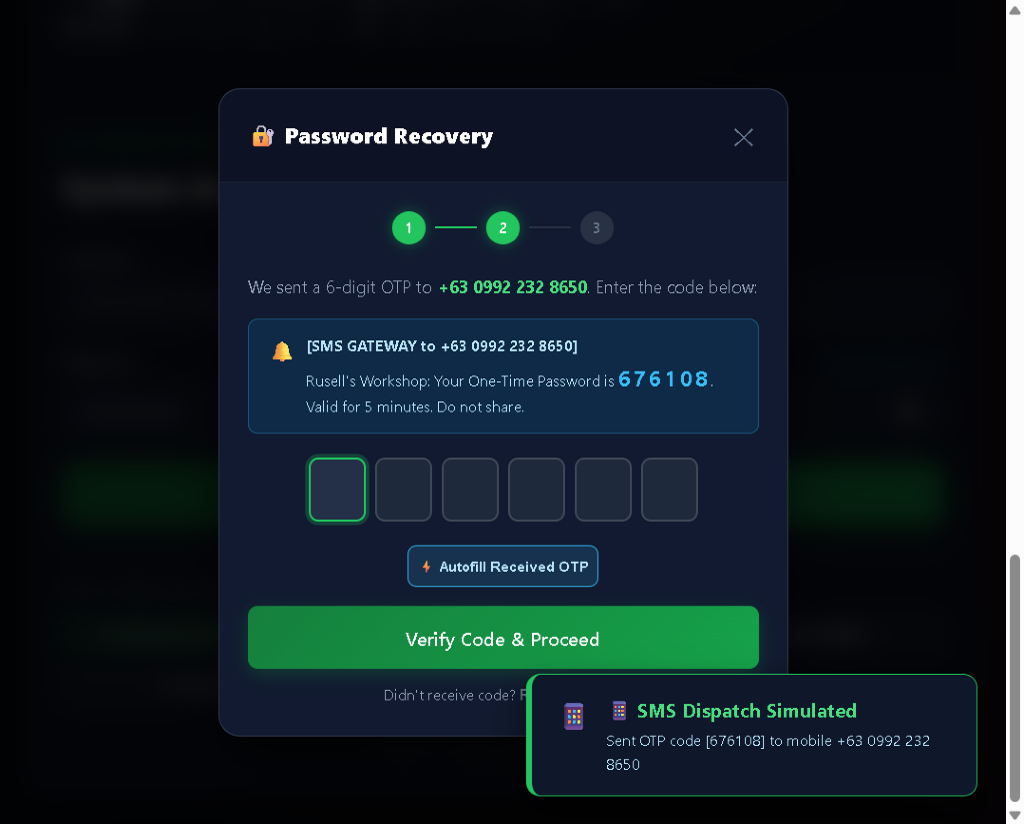 Password Recovery
1 2 3
We sent a 6-digit OTP to +63 0992 232 8650. Enter the code below:
[SMS GATEWAY to +63 0992 232 8650]
Rusell's Workshop: Your One-Time Password is 676108.
Valid for 5 minutes. Do not share.
Autofill Received OTP
Verify Code & Proceed
Didn't receive code?
SMS Dispatch Simulated
Sent OTP code [676108] to mobile +63 0992 232
8650